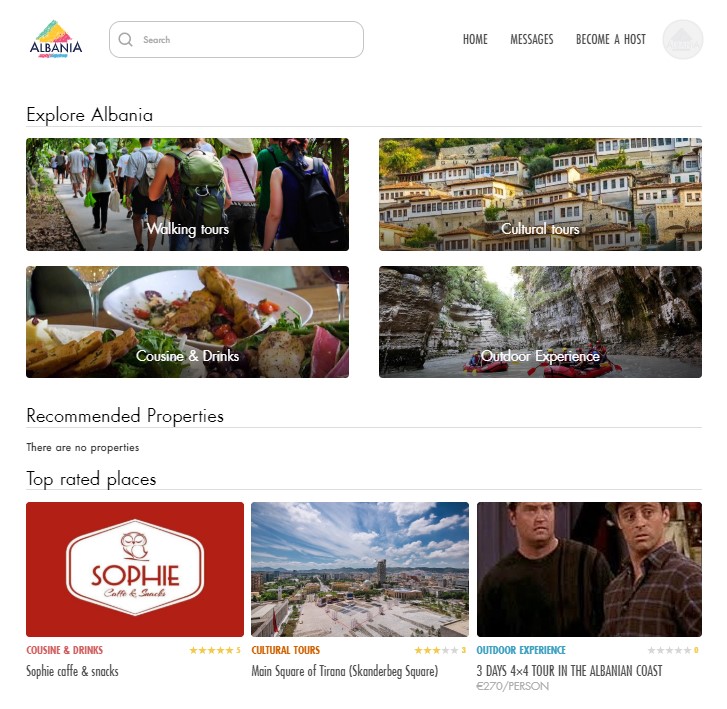 ALBANIA
Search
HOME
MESSAGES
BECOME A HOST
Explore Albania
Walking tours
Cultural tours
Cousine & Drinks
Outdoor Experience
Recommended Properties
There are no properties
Top rated places
SOPHIE
Caffe & Snacks
COUSINE & DRINKS
5
CULTURAL TOURS
3
OUTDOOR EXPERIENCE
0
Sophie caffe & snacks
Main Square of Tirana (Skanderbeg Square)
3 DAYS 4×4 TOUR IN THE ALBANIAN COAST
€270/PERSON